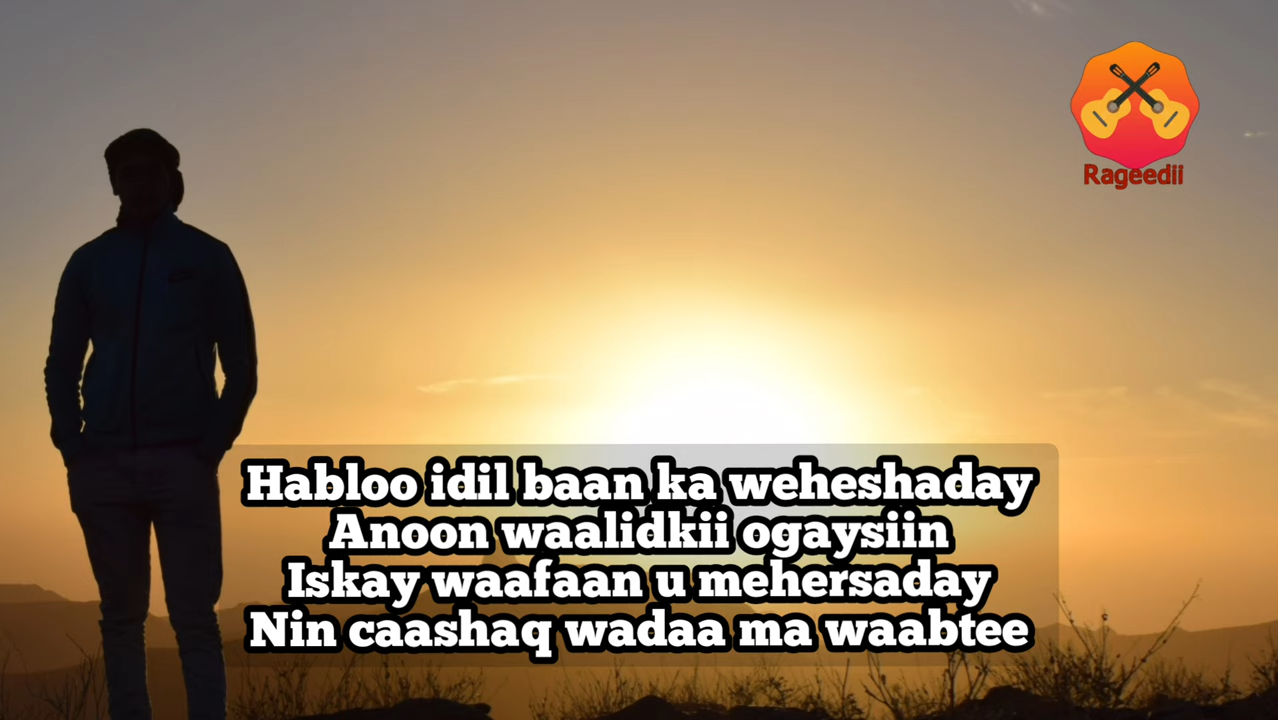 Rageedii
Habloo idil baan ka weheshaday
Anoon waalidkii ogaysiin
Iskay waafaan u mehersaday
Nin caashaq wadaa ma waabtee